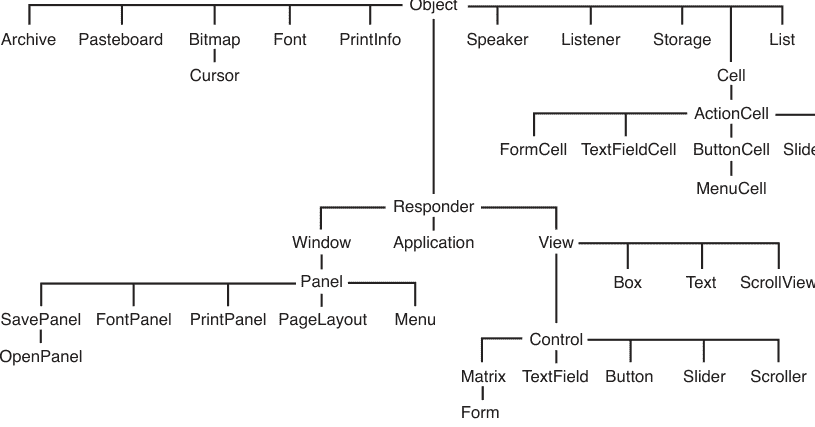 Object
Archive Pasteboard Bitmap Font PrintInfo Speaker Listener Storage List
Cursor Cell
ActionCell
FormCell TextFieldCell ButtonCell Slide
MenuCell
Responder
Window Application View
Panel Box Text ScrollView
SavePanel FontPanel PrintPanel PageLayout Menu
OpenPanel Control
Matrix TextField Button Slider Scroller
Form